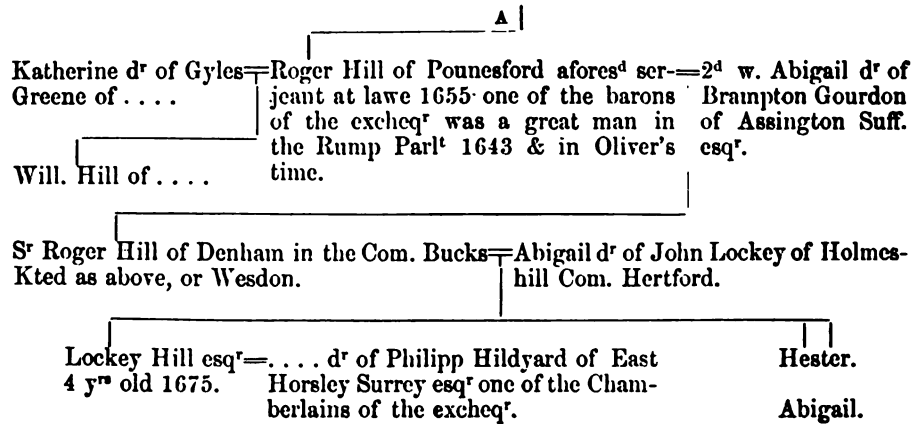 A
Katherine dʳ of Gyles
Greene of . . . .
Roger Hill of Pounesford aforesᵈ ser-
jeant at lawe 1655 one of the barons
of the excheqʳ was a great man in
the Rump Parlᵗ 1643 & in Oliver's
time.
2ᵈ w. Abigail dʳ of
Brampton Gourdon
of Assington Suff.
esqʳ.
Will. Hill of . . . .
Sʳ Roger Hill of Denham in the Com. Bucks
Kted as above, or Wesdon.
Abigail dʳ of John Lockey of Holmes-
hill Com. Hertford.
Lockey Hill esqʳ
4 yʳˢ old 1675.
. . . . dʳ of Philipp Hildyard of East
Horsley Surrey esqʳ one of the Cham-
berlains of the excheqʳ.
Hester.
Abigail.